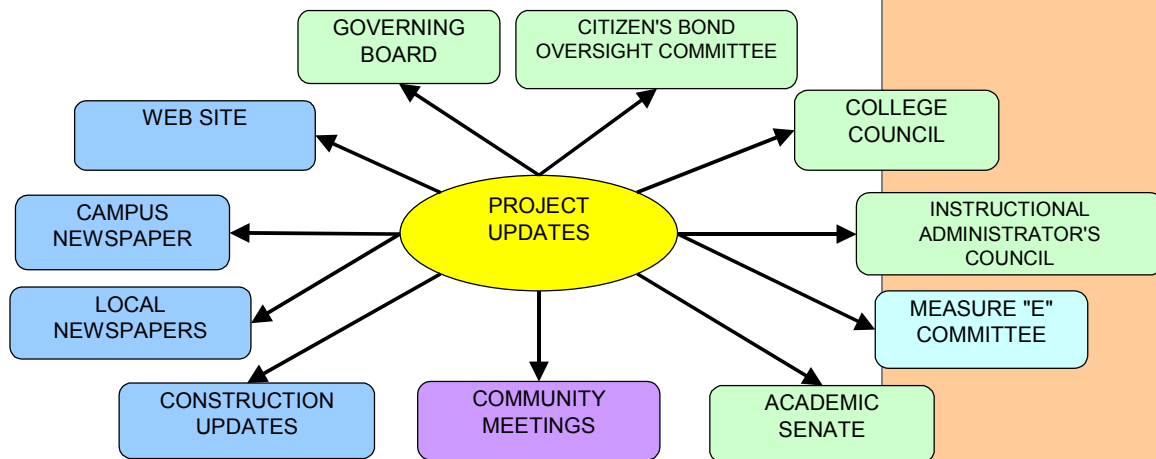 GOVERNING
BOARD
CITIZEN'S BOND
OVERSIGHT COMMITTEE
WEB SITE
COLLEGE
COUNCIL
CAMPUS
NEWSPAPER
PROJECT
UPDATES
INSTRUCTIONAL
ADMINISTRATOR'S
COUNCIL
LOCAL
NEWSPAPERS
MEASURE "E"
COMMITTEE
CONSTRUCTION
UPDATES
COMMUNITY
MEETINGS
ACADEMIC
SENATE